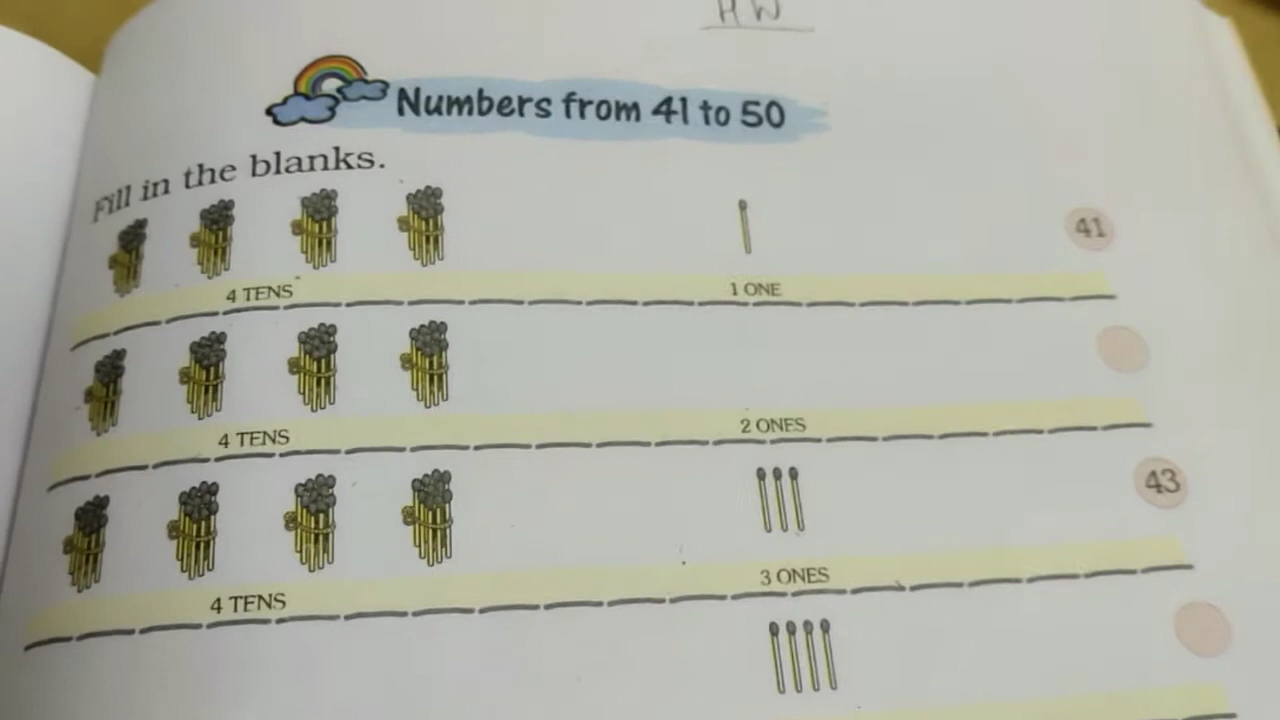 HW
Numbers from 41 to 50
Fill in the blanks.
41
4 TENS 1 ONE
4 TENS 2 ONES
43
4 TENS 3 ONES